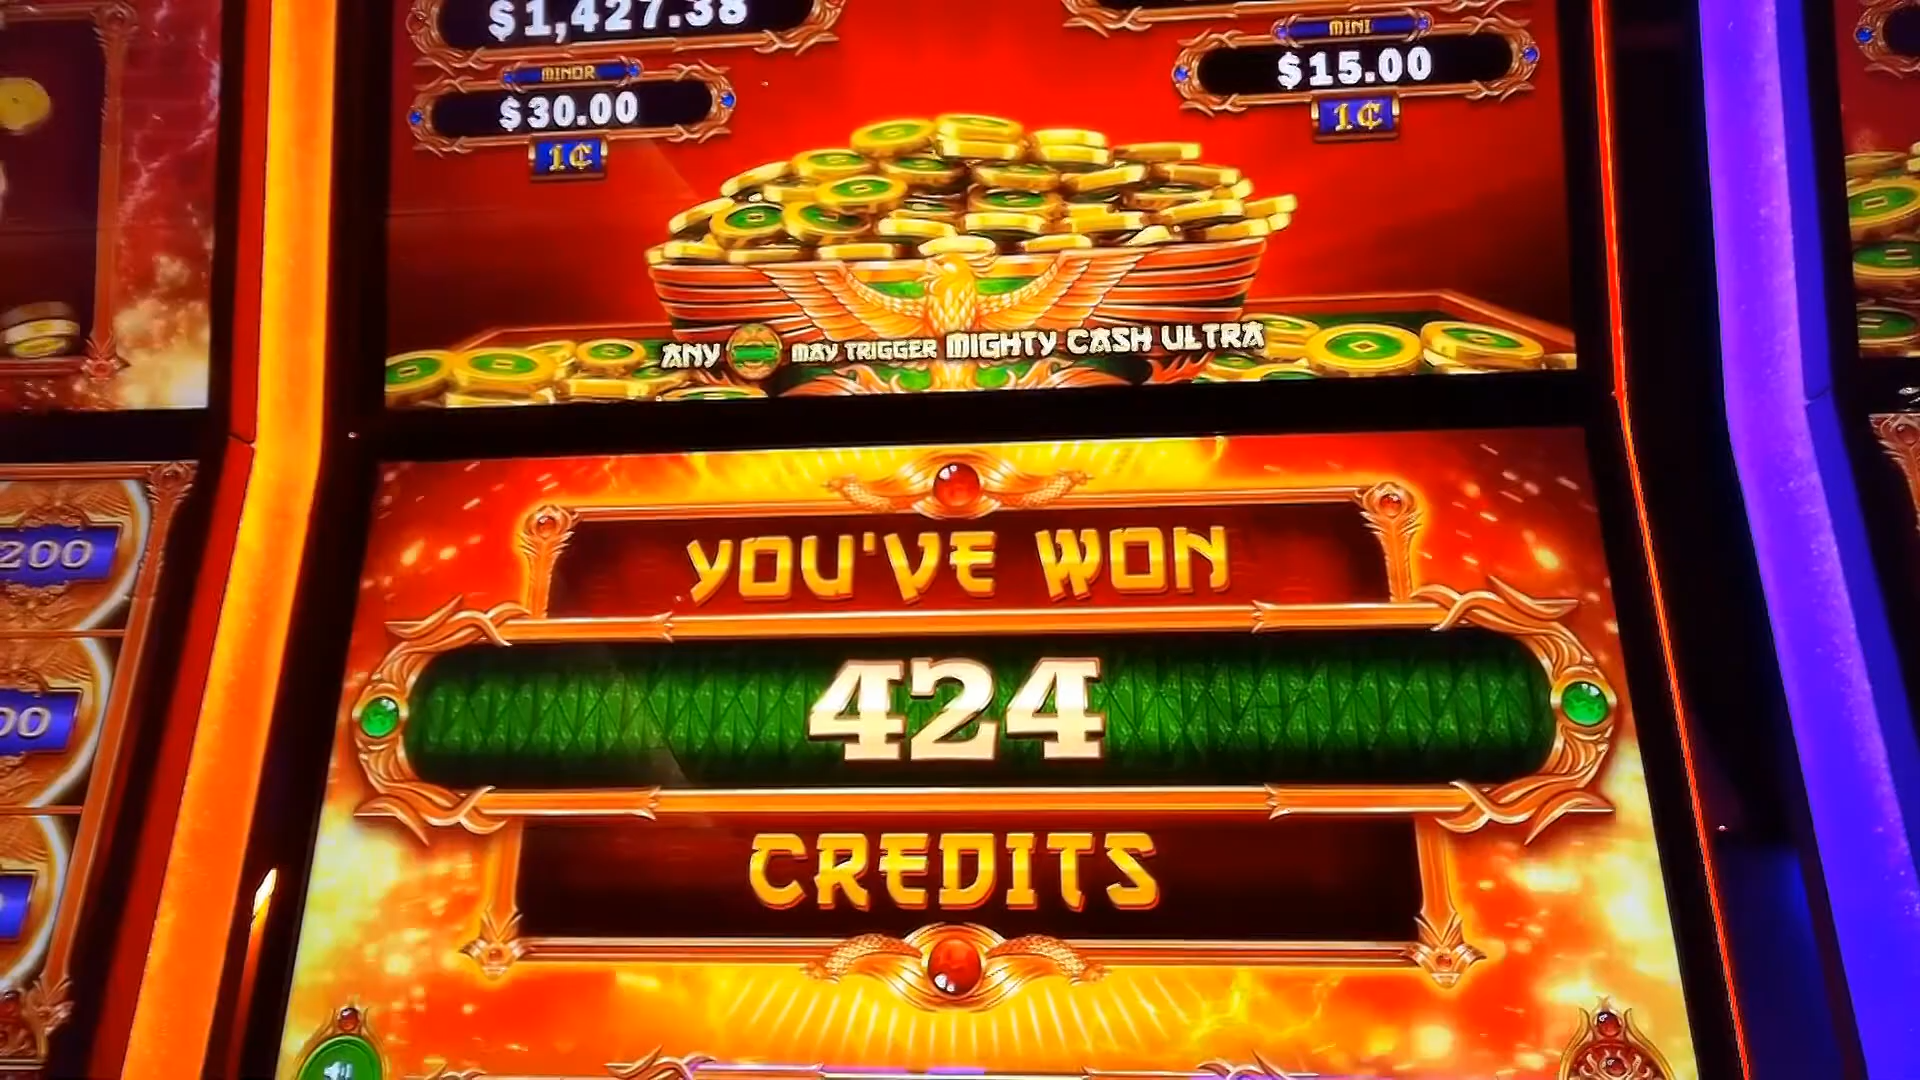 $1,427.38
MINI
$15.00
1¢
MINOR
$30.00
1¢
ANY MAY TRIGGER MIGHTY CASH ULTRA
YOU'VE WON
424
CREDITS
200
00